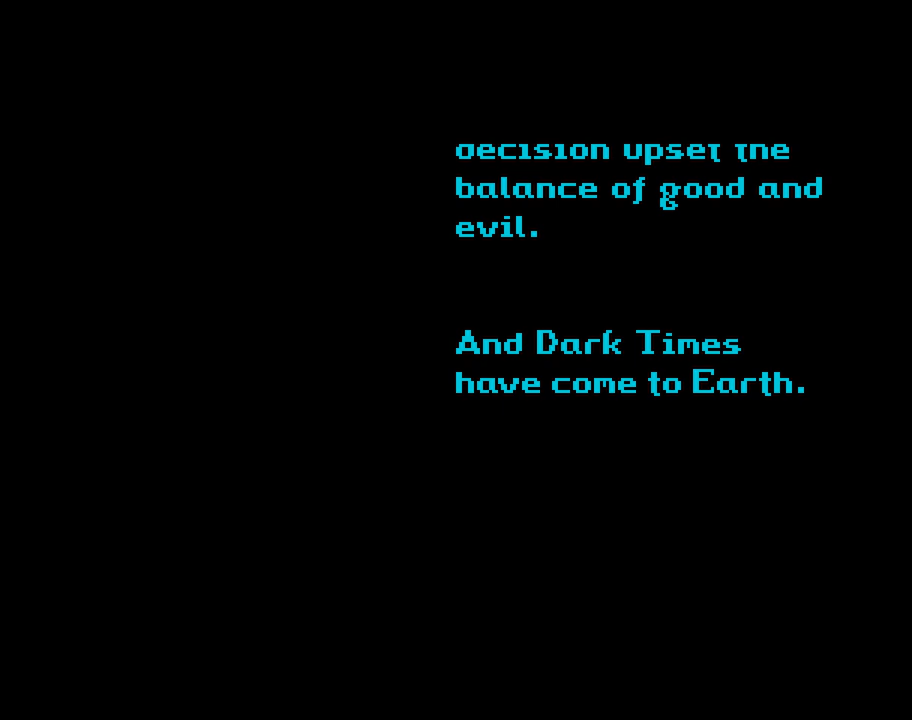 decision upset the
balance of good and
evil.
And Dark Times
have come to Earth.